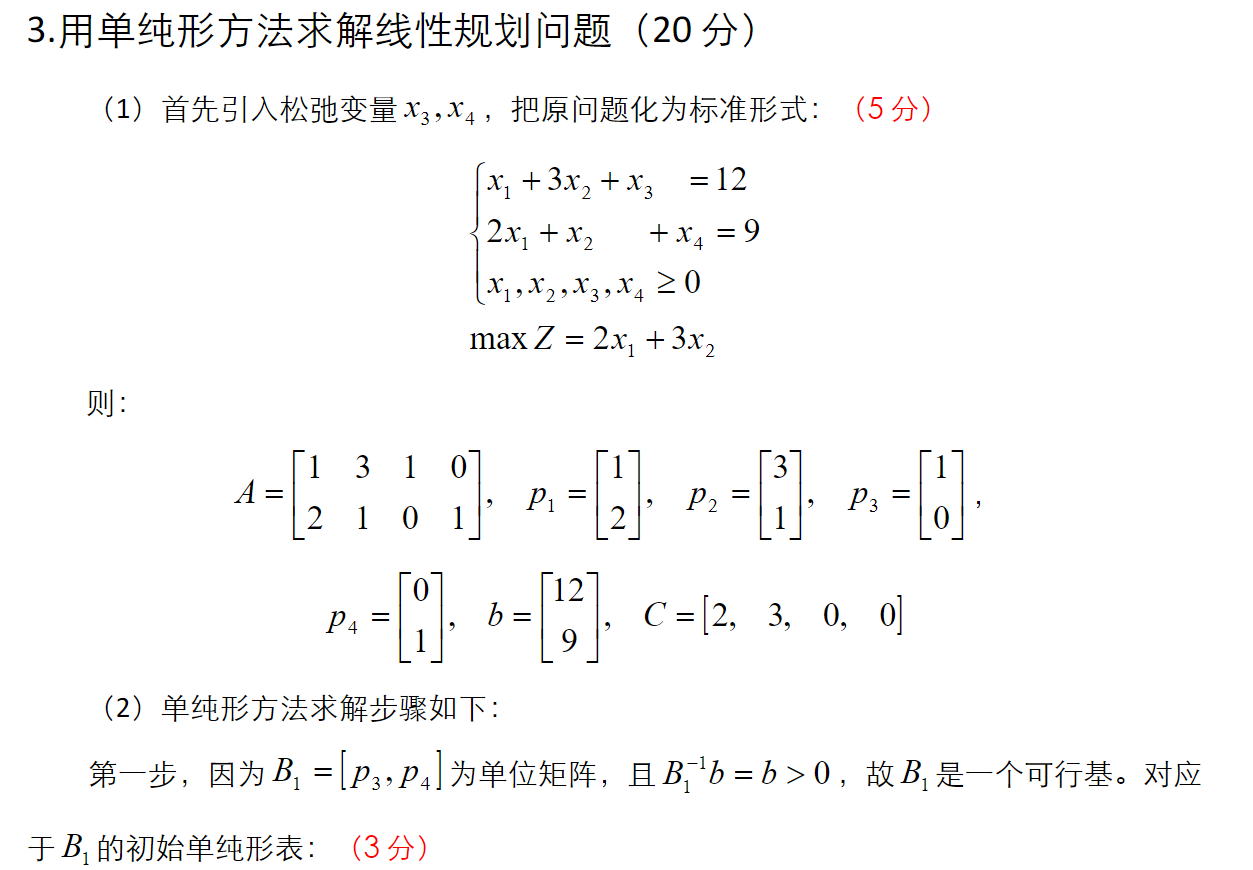 3.用单纯形方法求解线性规划问题（20 分）
（1）首先引入松弛变量 x₃, x₄，把原问题化为标准形式：（5 分）
x₁ + 3x₂ + x₃ = 12
2x₁ + x₂ + x₄ = 9
x₁, x₂, x₃, x₄ ≥ 0
max Z = 2x₁ + 3x₂
则：
A = [1 3 1 0; 2 1 0 1], p₁ = [1; 2], p₂ = [3; 1], p₃ = [1; 0],
p₄ = [0; 1], b = [12; 9], C = [2, 3, 0, 0]
（2）单纯形方法求解步骤如下：
第一步，因为 B₁ = [p₃, p₄] 为单位矩阵，且 B₁⁻¹b = b > 0，故 B₁ 是一个可行基。对应
于 B₁ 的初始单纯形表：（3 分）